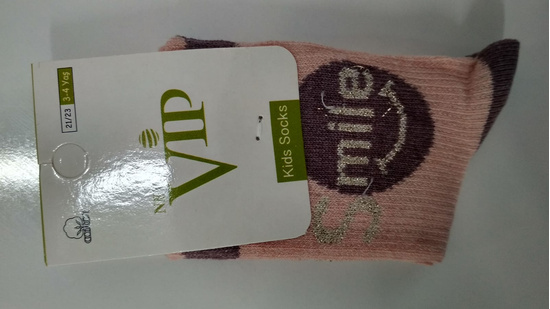 21/23 3-4 Yaş
VIP
Kids Socks
Smile